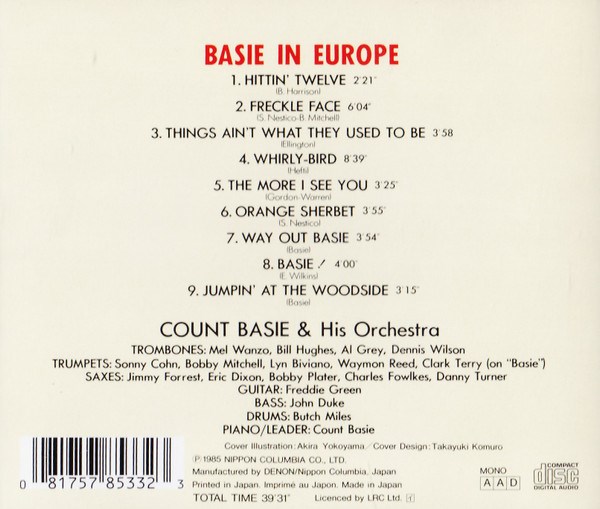 BASIE IN EUROPE
1. HITTIN' TWELVE 2'21"
(B. Harrison)
2. FRECKLE FACE 6'04"
(S. Nestico-B. Mitchell)
3. THINGS AIN'T WHAT THEY USED TO BE 3'58
(Ellington)
4. WHIRLY-BIRD 8'39"
(Hefti)
5. THE MORE I SEE YOU 3'25"
(Gordon-Warren)
6. ORANGE SHERBET 3'55"
(S. Nestico)
7. WAY OUT BASIE 3'54"
(Basie)
8. BASIE! 4'00"
(E. Wilkins)
9. JUMPIN' AT THE WOODSIDE 3'15"
(Basie)
COUNT BASIE & His Orchestra
TROMBONES: Mel Wanzo, Bill Hughes, Al Grey, Dennis Wilson
TRUMPETS: Sonny Cohn, Bobby Mitchell, Lyn Biviano, Waymon Reed, Clark Terry (on "Basie")
SAXES: Jimmy Forrest, Eric Dixon, Bobby Plater, Charles Fowlkes, Danny Turner
GUITAR: Freddie Green
BASS: John Duke
DRUMS: Butch Miles
PIANO/LEADER: Count Basie
Cover Illustration: Akira Yokoyama./Cover Design: Takayuki Komuro
Ⓟ 1985 NIPPON COLUMBIA CO., LTD.
Manufactured by DENON/Nippon Columbia, Japan
Printed in Japan. Imprimé au Japon. Made in Japan
TOTAL TIME 39'31" Licenced by LRC Ltd. f
0 81757 85332 3
MONO
AAD
COMPACT
disc
DIGITAL AUDIO